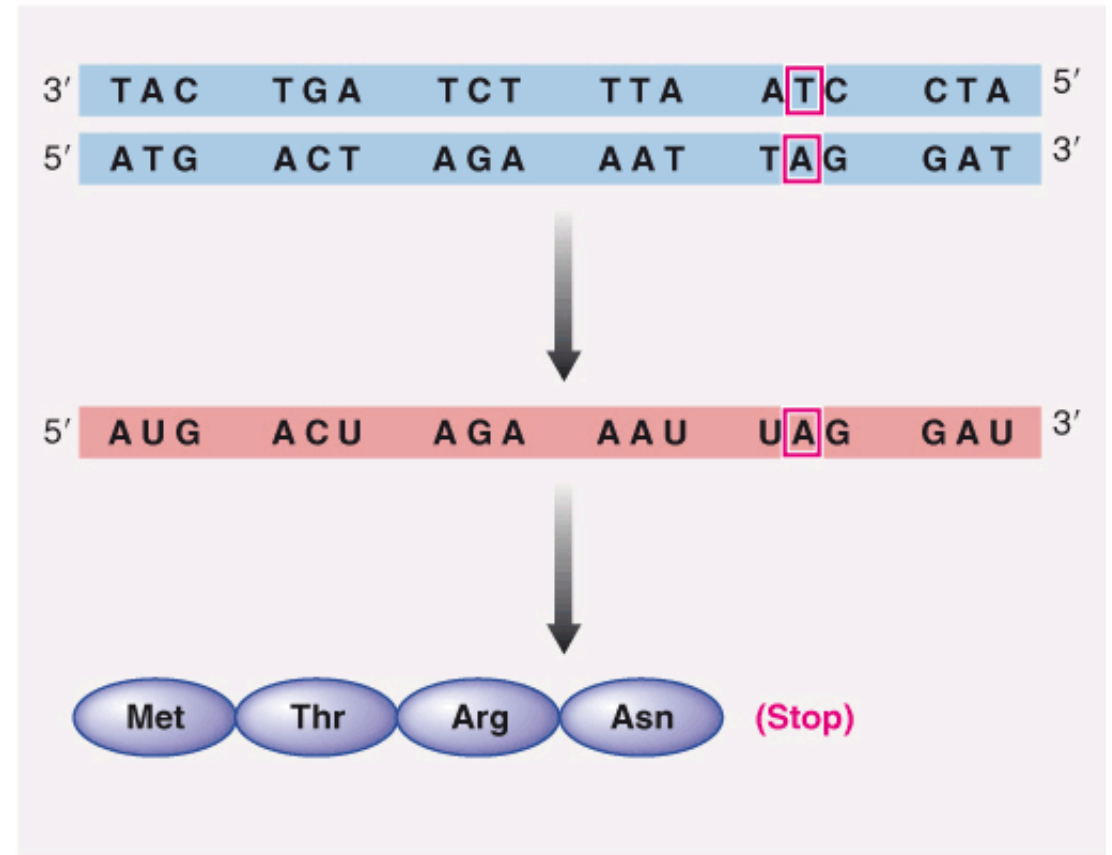 3′ TAC TGA TCT TTA ATC CTA 5′
5′ ATG ACT AGA AAT TAG GAT 3′
5′ AUG ACU AGA AAU UAG GAU 3′
Met Thr Arg Asn (Stop)